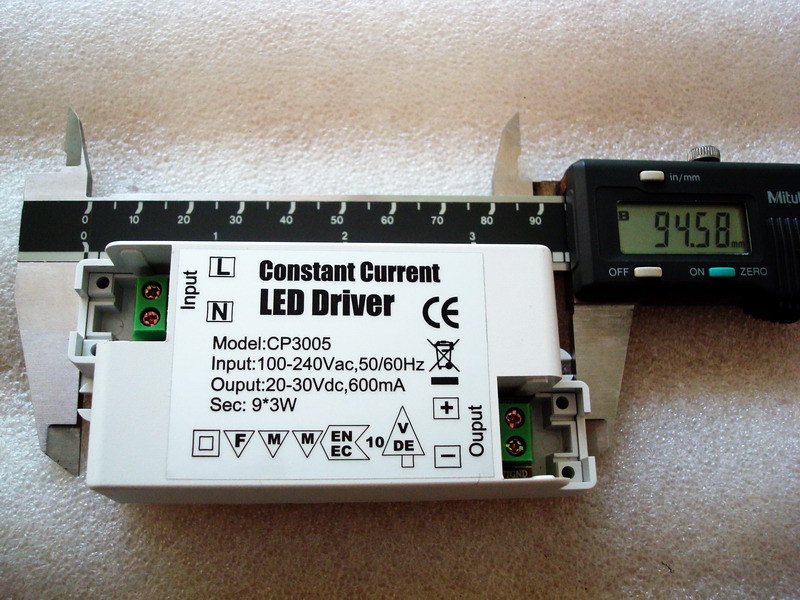 in/mm
Mitu
B 94.58 mm
OFF ON ZERO
0 10 20 30 40 50 60 70 80 90
0 1 2 3
Input
L
N
Constant Current
LED Driver
CE
Model:CP3005
Input:100-240Vac,50/60Hz
Ouput:20-30Vdc,600mA
Sec: 9*3W
F M M EN EC 10 V DE
+
−
Ouput
GND